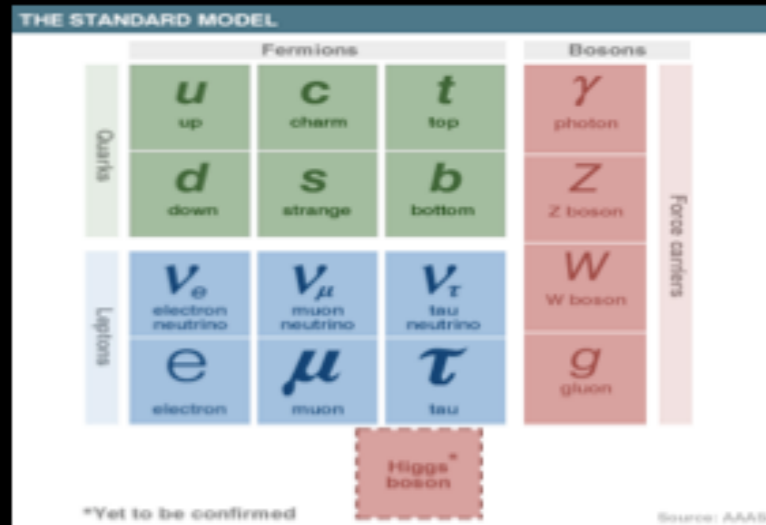 THE STANDARD MODEL
Fermions
Bosons
Quarks
u
up
c
charm
t
top
γ
photon
d
down
s
strange
b
bottom
Z
Z boson
Force carriers
Leptons
νe
electron
neutrino
νμ
muon
neutrino
ντ
tau
neutrino
W
W boson
e
electron
μ
muon
τ
tau
g
gluon
Higgs*
boson
*Yet to be confirmed
Source: AAAS